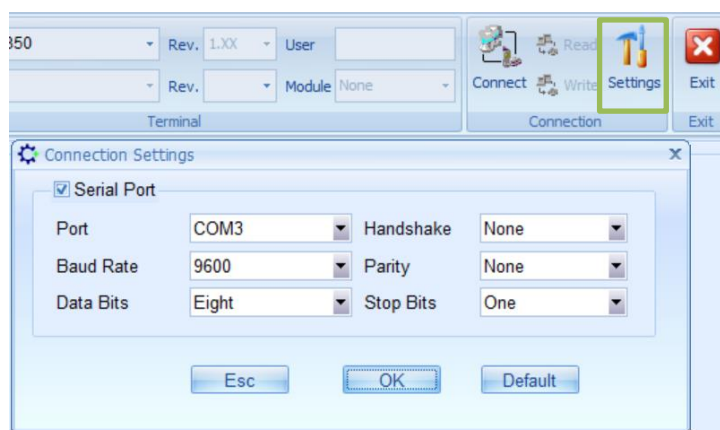 350 Rev. 1.XX User
Connect Read Write Settings Exit
Rev. Module None
Terminal Connection Exit
Connection Settings x
Serial Port
Port COM3 Handshake None
Baud Rate 9600 Parity None
Data Bits Eight Stop Bits One
Esc OK Default